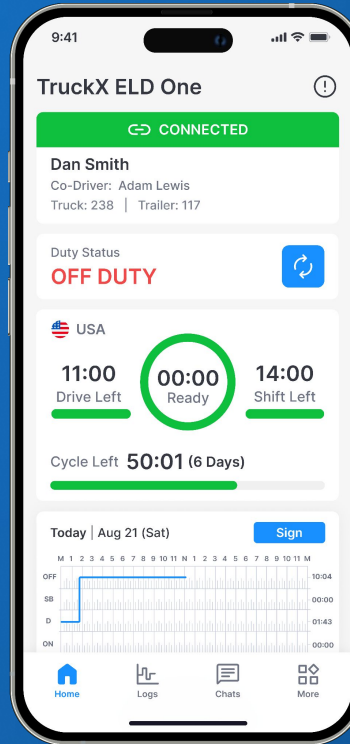 9:41
TruckX ELD One
CONNECTED
Dan Smith
Co-Driver: Adam Lewis
Truck: 238 | Trailer: 117
Duty Status
OFF DUTY
USA
11:00
Drive Left
00:00
Ready
14:00
Shift Left
Cycle Left 50:01 (6 Days)
Today | Aug 21 (Sat)
Sign
M 1 2 3 4 5 6 7 8 9 10 11 N 1 2 3 4 5 6 7 8 9 10 11 M
OFF 10:04
SB 00:00
D 01:43
ON 00:00
Home
Logs
Chats
More